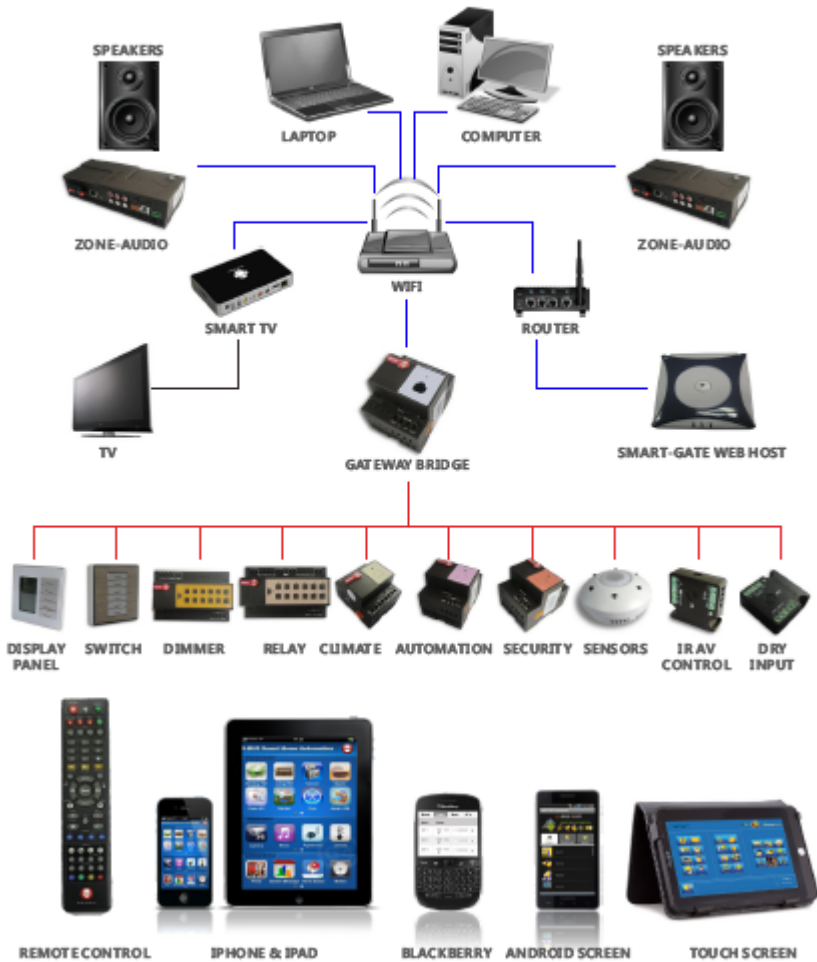 SPEAKERS
SPEAKERS
LAPTOP
COMPUTER
ZONE-AUDIO
ZONE-AUDIO
WIFI
SMART TV
ROUTER
TV
GATEWAY BRIDGE
SMART-GATE WEB HOST
DISPLAY
PANEL
SWITCH
DIMMER
RELAY
CLIMATE
AUTOMATION
SECURITY
SENSORS
IR AV
CONTROL
DRY
INPUT
REMOTE CONTROL
IPHONE & IPAD
BLACKBERRY
ANDROID SCREEN
TOUCH SCREEN